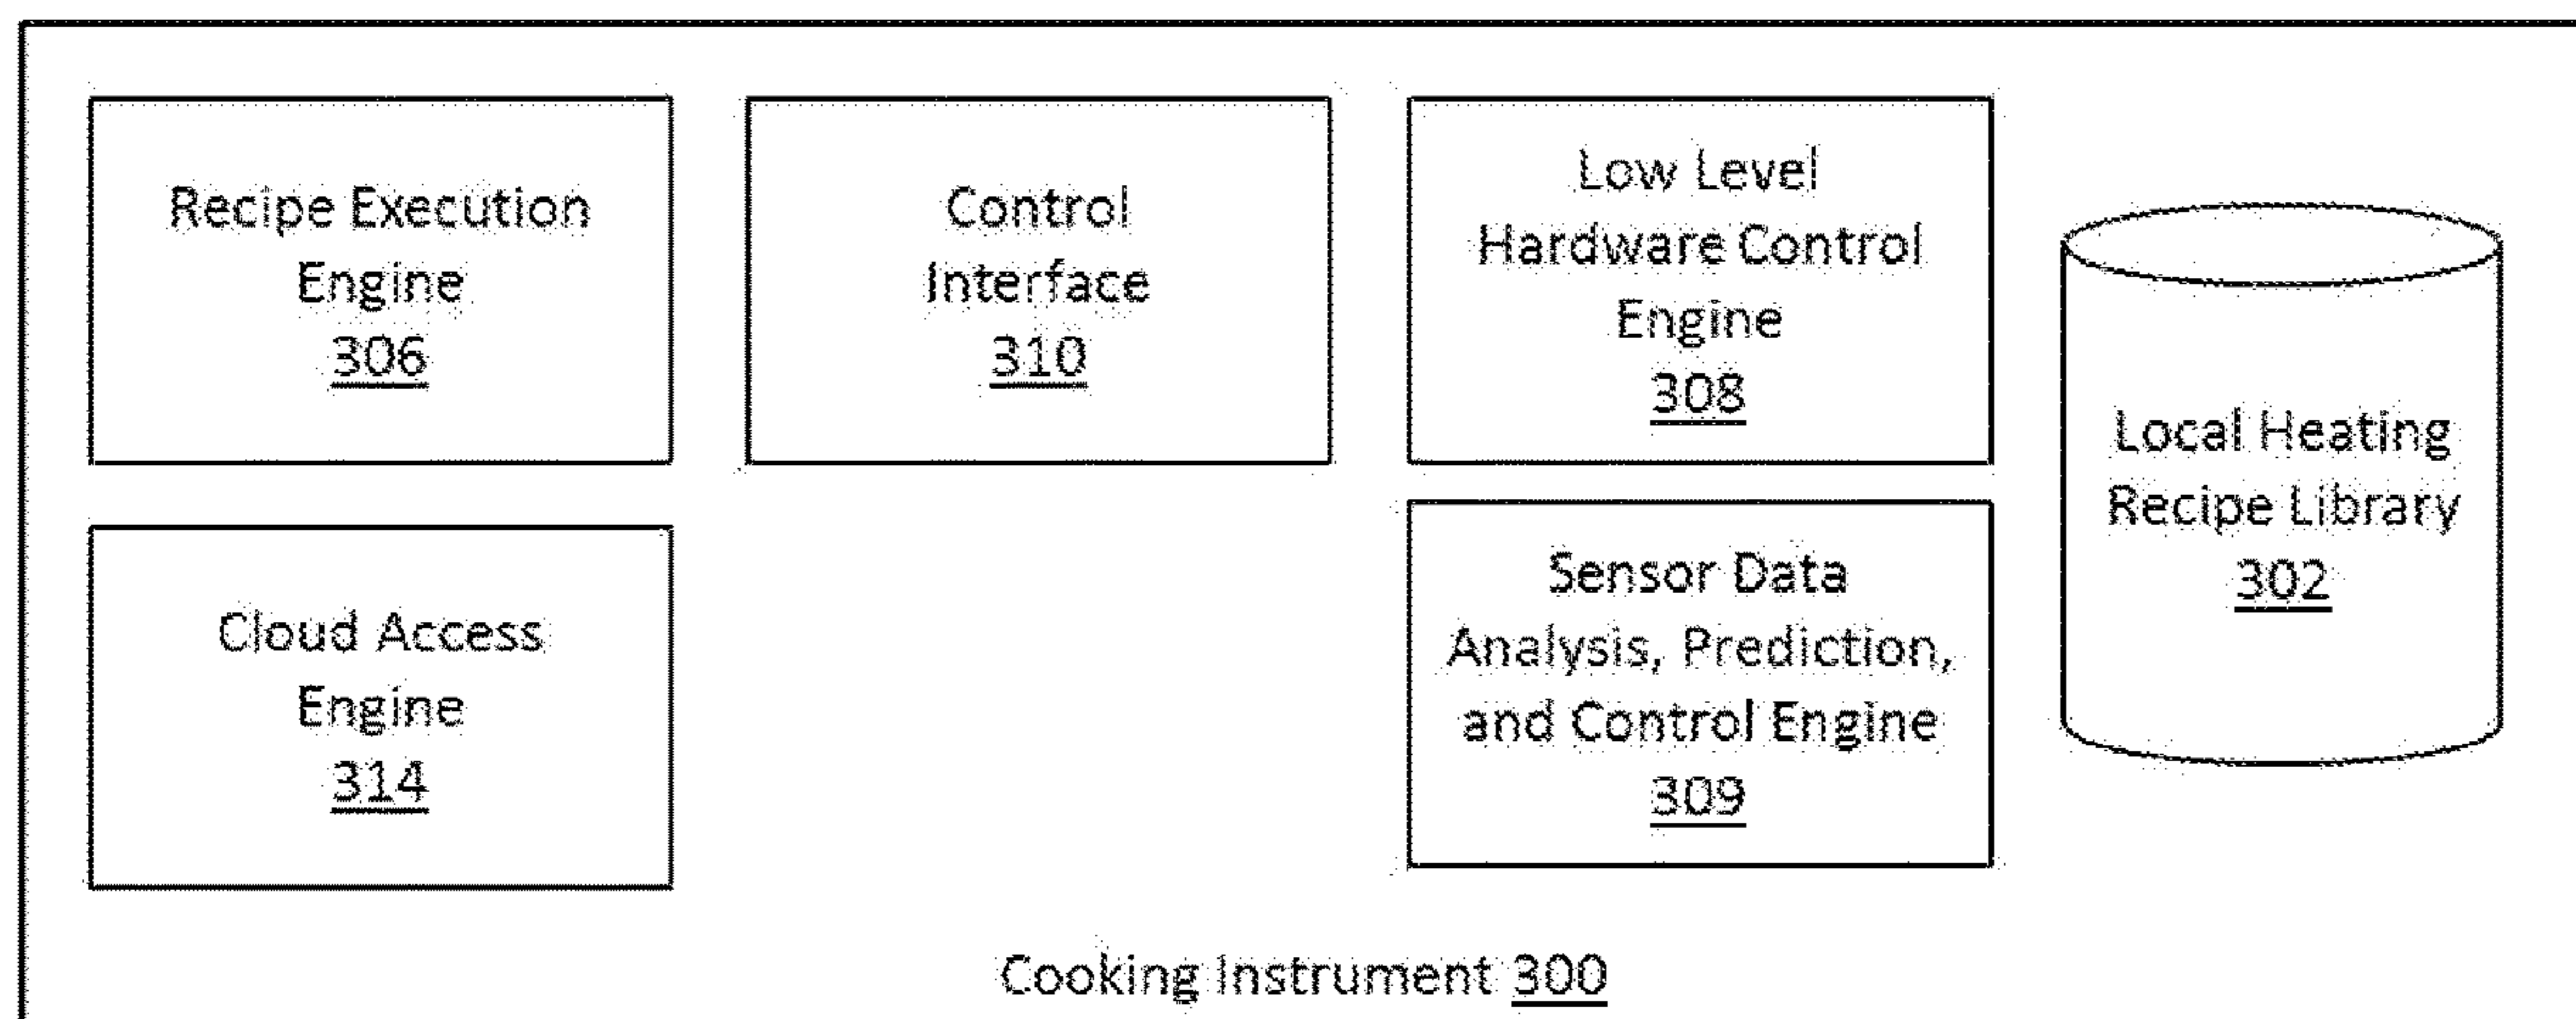 Recipe Execution
Engine
306
Control
Interface
310
Low Level
Hardware Control
Engine
308
Local Heating
Recipe Library
302
Cloud Access
Engine
314
Sensor Data
Analysis, Prediction,
and Control Engine
309
Cooking Instrument 300